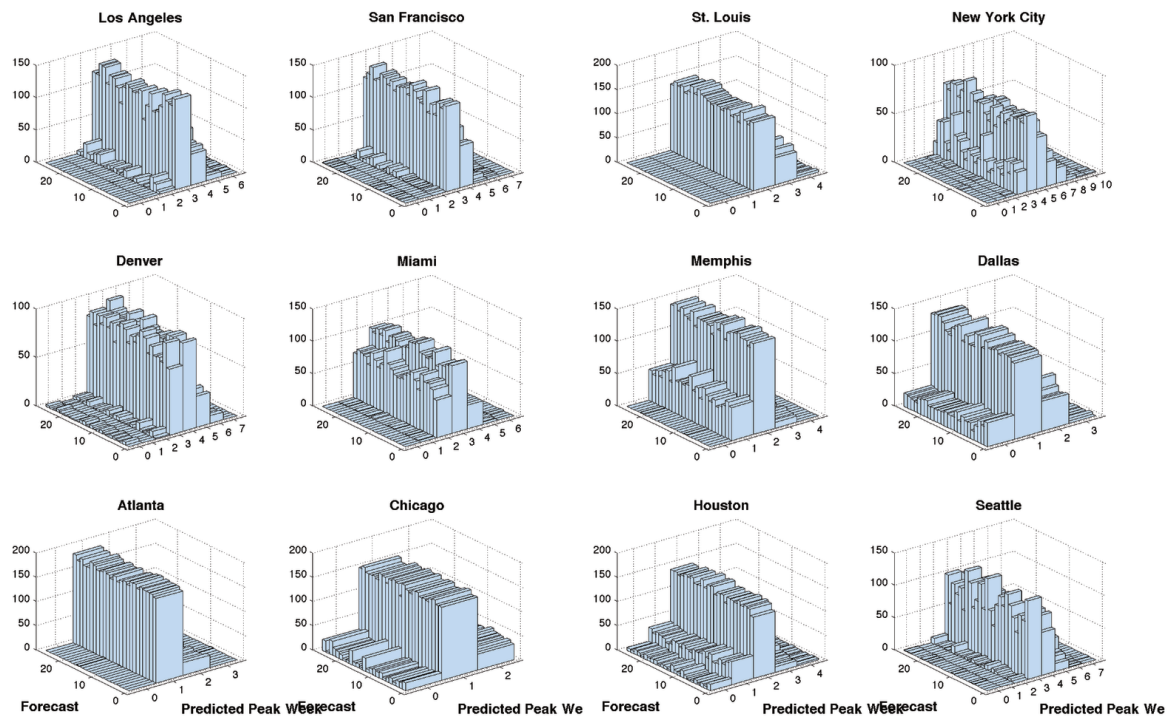 Los Angeles
150
100
50
0
20
10
0
0 1 2 3 4 5 6
San Francisco
150
100
50
0
20
10
0
0 1 2 3 4 5 6 7
St. Louis
200
150
100
50
0
20
10
0
0 1 2 3 4
New York City
100
50
0
20
10
0
0 1 2 3 4 5 6 7 8 9 10
Denver
100
50
0
20
10
0
0 1 2 3 4 5 6 7
Miami
150
100
50
0
20
10
0
0 1 2 3 4 5 6
Memphis
150
100
50
0
20
10
0
0 1 2 3 4
Dallas
150
100
50
0
20
10
0
0 1 2 3
Atlanta
200
150
100
50
0
20
10
0
0 1 2 3
Forecast
Predicted Peak Week
Chicago
200
150
100
50
0
20
10
0
0 1 2
Forecast
Predicted Peak We
Houston
200
150
100
50
0
20
10
0
0 1 2 3 4
Forecast
Predicted Peak Week
Seattle
150
100
50
0
20
10
0
0 1 2 3 4 5 6 7
Forecast
Predicted Peak We